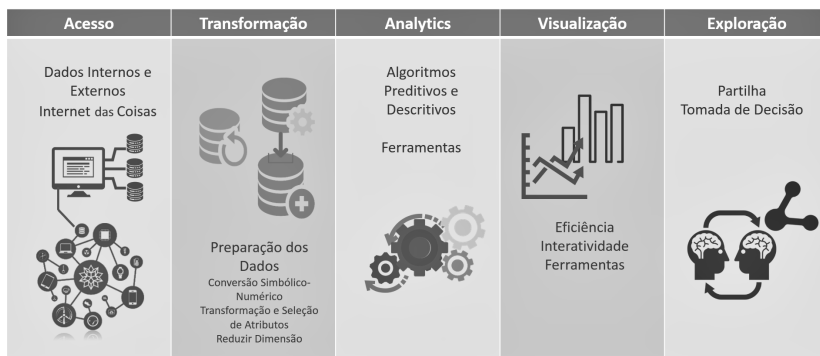 Acesso
Transformação
Analytics
Visualização
Exploração
Dados Internos e
Externos
Internet das Coisas
Preparação dos
Dados
Conversão Simbólico-
Numérico
Transformação e Seleção
de Atributos
Reduzir Dimensão
Algoritmos
Preditivos e
Descritivos
Ferramentas
Eficiência
Interatividade
Ferramentas
Partilha
Tomada de Decisão